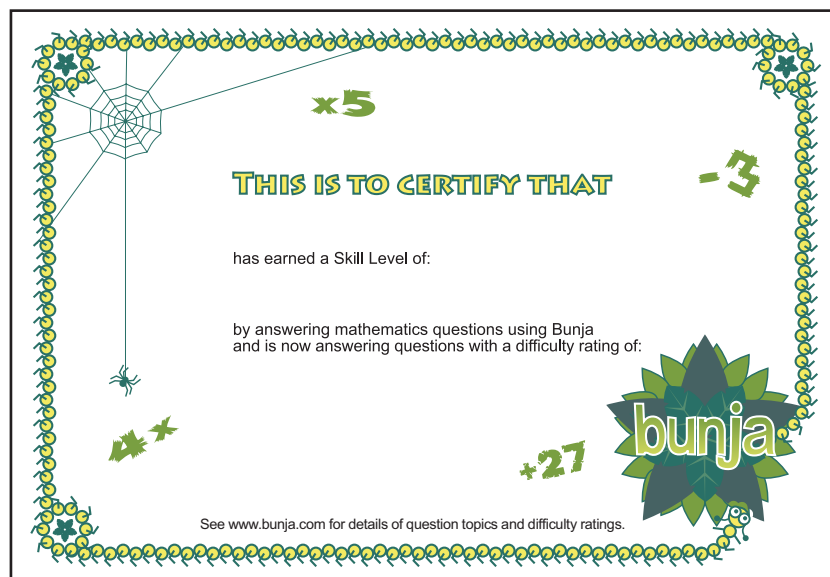 x5
-3
THIS IS TO CERTIFY THAT
has earned a Skill Level of:
by answering mathematics questions using Bunja
and is now answering questions with a difficulty rating of:
bunja
4x
+27
See www.bunja.com for details of question topics and difficulty ratings.